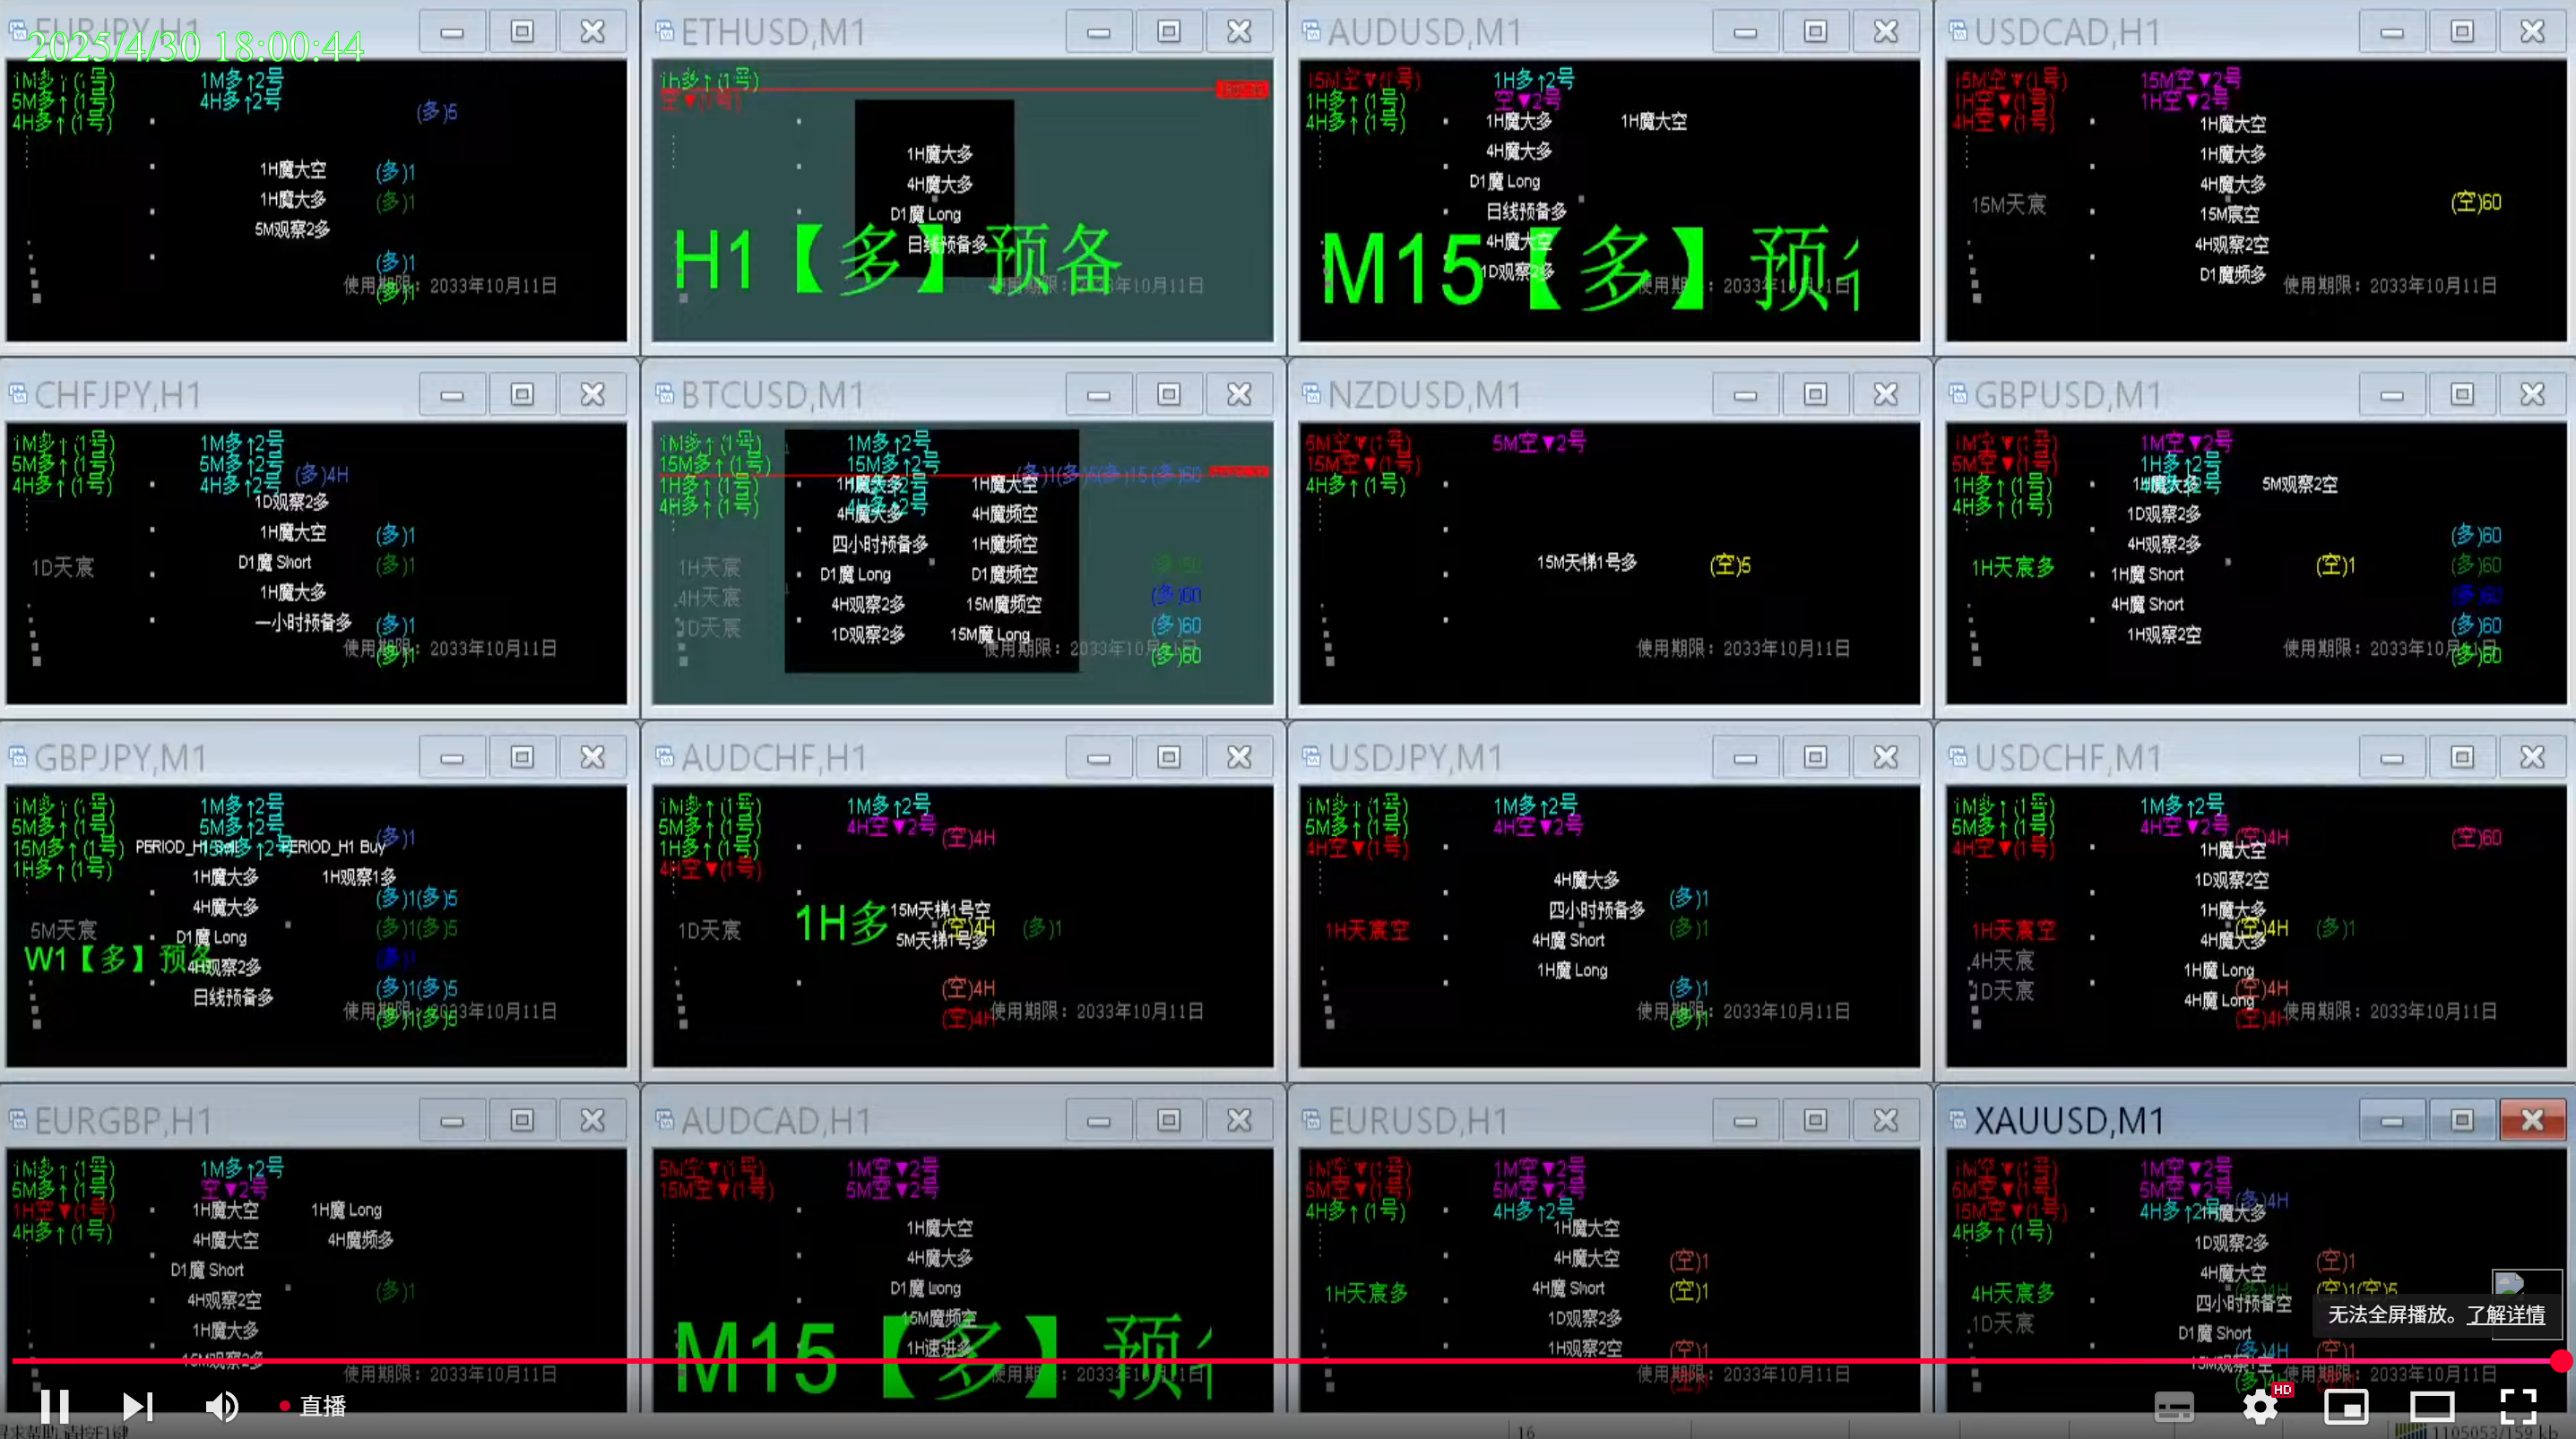 EURJPY,H1
2025/4/30 18:00:44
1M多↑(1号)
5M多↑(1号)
4H多↑(1号)
1M多↑2号
4H多↑2号
(多)5
1H魔大空
(多)1
1H魔大多
(多)1
5M观察2多
(多)1
(多)1
使用期限：2033年10月11日
ETHUSD,M1
1H多↑(1号)
空▼(1号)
1H魔大多
4H魔大多
D1魔 Long
日线预备多
H1【多】预备
使用期限：2033年10月11日
AUDUSD,M1
15M空▼(1号)
1H多↑(1号)
4H多↑(1号)
1H多↑2号
空▼2号
1H魔大多
1H魔大空
4H魔大多
D1魔 Long
日线预备多
4H魔大空
1D观察2多
M15【多】预
使用期限：2033年10月11日
USDCAD,H1
15M空▼(1号)
1H空▼(1号)
4H空▼(1号)
15M空▼2号
1H空▼2号
1H魔大空
1H魔大多
4H魔大多
15M天宸
15M宸空
(空)60
4H观察2空
D1魔频多
使用期限：2033年10月11日
CHFJPY,H1
1M多↑(1号)
5M多↑(1号)
4H多↑(1号)
1M多↑2号
5M多↑2号
4H多↑2号
(多)4H
1D观察2多
1H魔大空
(多)1
D1魔 Short
(多)1
1D天宸
1H魔大多
一小时预备多
(多)1
(多)1
使用期限：2033年10月11日
BTCUSD,M1
1M多↑(1号)
15M多↑(1号)
1H多↑(1号)
4H多↑(1号)
1M多↑2号
15M多↑2号
4H多↑2号
(多)1(多)5(多)15(多)60
1H魔大多
1H魔大空
4H魔大多
4H魔频空
四小时预备多
1H魔频空
D1魔 Long
D1魔频空
4H观察2多
15M魔频空
1D观察2多
15M魔 Long
1H天宸
4H天宸
1D天宸
(多)60
(多)60
(多)60
(多)60
使用期限：2033年10月11日
NZDUSD,M1
5M空▼(1号)
15M空▼(1号)
4H多↑(1号)
5M空▼2号
15M天梯1号多
(空)5
使用期限：2033年10月11日
GBPUSD,M1
1M空▼(1号)
5M空▼(1号)
1H多↑(1号)
4H多↑(1号)
1M空▼2号
1H多↑2号
4H多↑2号
1H魔大多
5M观察2空
1D观察2多
4H观察2多
1H天宸多
1H魔 Short
4H魔 Short
1H观察2空
(空)1
(多)60
(多)60
(多)60
(多)60
(多)60
使用期限：2033年10月11日
GBPJPY,M1
1M多↑(1号)
5M多↑(1号)
15M多↑(1号)
1H多↑(1号)
1M多↑2号
5M多↑2号
15M多↑2号
PERIOD_H1 Sell
PERIOD_H1 Buy
(多)1
1H魔大多
1H观察1多
4H魔大多
(多)1(多)5
D1魔 Long
(多)1(多)5
5M天宸
W1【多】预备
4H观察2多
(多)1
日线预备多
(多)1(多)5
(多)1(多)5
使用期限：2033年10月11日
AUDCHF,H1
1M多↑(1号)
5M多↑(1号)
1H多↑(1号)
4H空▼(1号)
1M多↑2号
4H空▼2号
(空)4H
1D天宸
1H多
15M天梯1号空
(空)4H
(多)1
5M天梯1号多
(空)4H
(空)4H
使用期限：2033年10月11日
USDJPY,M1
1M多↑(1号)
5M多↑(1号)
4H空▼(1号)
1M多↑2号
4H空▼2号
4H魔大多
(多)1
四小时预备多
(多)1
1H天宸空
4H魔 Short
1H魔 Long
(多)1
(多)1
使用期限：2033年10月11日
USDCHF,M1
1M多↑(1号)
5M多↑(1号)
4H空▼(1号)
1M多↑2号
4H空▼2号
(空)4H
(空)60
1H魔大空
1D观察2空
1H魔大多
1H天宸空
(空)4H
(多)1
4H魔大多
4H天宸
1H魔 Long
1D天宸
(空)4H
4H魔 Long
(空)4H
使用期限：2033年10月11日
EURGBP,H1
1M多↑(1号)
5M多↑(1号)
1H空▼(1号)
4H多↑(1号)
1M多↑2号
空▼2号
1H魔大空
1H魔 Long
4H魔大空
4H魔频多
D1魔 Short
4H观察2空
(多)1
1H魔大多
15M观察2多
使用期限：2033年10月11日
AUDCAD,H1
5M空▼(1号)
15M空▼(1号)
1M空▼2号
5M空▼2号
1H魔大空
4H魔大多
D1魔 Long
15M魔频空
1H速进多
M15【多】预
使用期限：2033年10月11日
EURUSD,H1
1M空▼(1号)
5M空▼(1号)
4H多↑(1号)
1M空▼2号
5M空▼2号
4H多↑2号
1H魔大空
4H魔大空
(空)1
1H天宸多
4H魔 Short
(空)1
1D观察2多
1H观察2空
(空)1
(空)1
使用期限：2033年10月11日
XAUUSD,M1
1M空▼(1号)
5M空▼(1号)
15M空▼(1号)
4H多↑(1号)
1M空▼2号
5M空▼2号
4H多↑2号
(多)4H
1H魔大多
1D观察2多
4H魔大空
(空)1
4H天宸多
(空)1(空)5
四小时预备空
1D天宸
D1魔 Short
(多)4H
(空)1
15M观察1空
使用期限：2033年10月11日
无法全屏播放。了解详情
直播
HD
16
1105053/159 kb